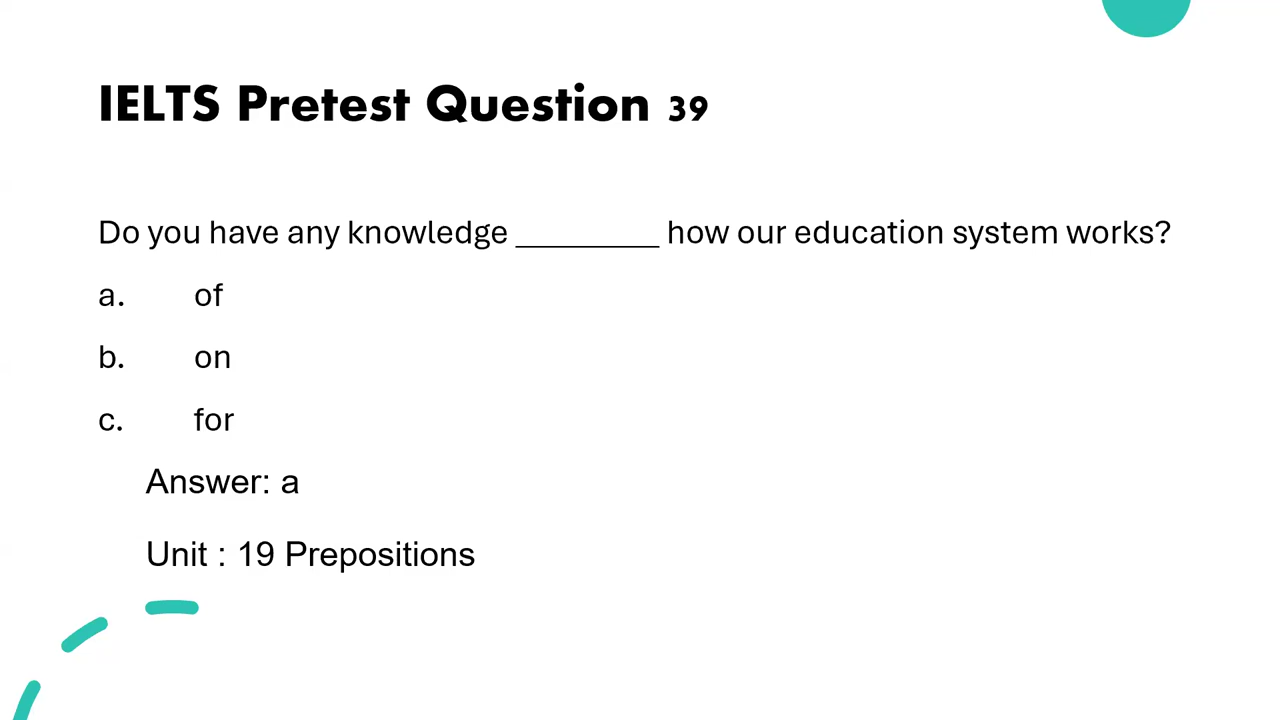 IELTS Pretest Question 39
Do you have any knowledge _________ how our education system works?
a. of
b. on
c. for
Answer: a
Unit : 19 Prepositions